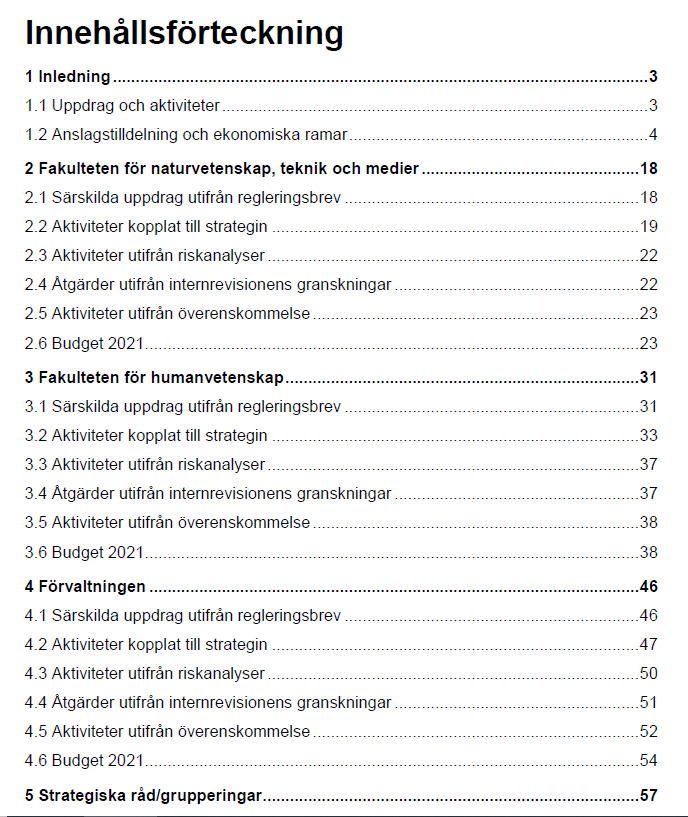 Innehållsförteckning
1 Inledning 3
1.1 Uppdrag och aktiviteter 3
1.2 Anslagstilldelning och ekonomiska ramar 4
2 Fakulteten för naturvetenskap, teknik och medier 18
2.1 Särskilda uppdrag utifrån regleringsbrev 18
2.2 Aktiviteter kopplat till strategin 19
2.3 Aktiviteter utifrån riskanalyser 22
2.4 Åtgärder utifrån internrevisionens granskningar 22
2.5 Aktiviteter utifrån överenskommelse 23
2.6 Budget 2021 23
3 Fakulteten för humanvetenskap 31
3.1 Särskilda uppdrag utifrån regleringsbrev 31
3.2 Aktiviteter kopplat till strategin 33
3.3 Aktiviteter utifrån riskanalyser 37
3.4 Åtgärder utifrån internrevisionens granskningar 37
3.5 Aktiviteter utifrån överenskommelse 38
3.6 Budget 2021 38
4 Förvaltningen 46
4.1 Särskilda uppdrag utifrån regleringsbrev 46
4.2 Aktiviteter kopplat till strategin 47
4.3 Aktiviteter utifrån riskanalyser 50
4.4 Åtgärder utifrån internrevisionens granskningar 51
4.5 Aktiviteter utifrån överenskommelse 52
4.6 Budget 2021 54
5 Strategiska råd/grupperingar 57